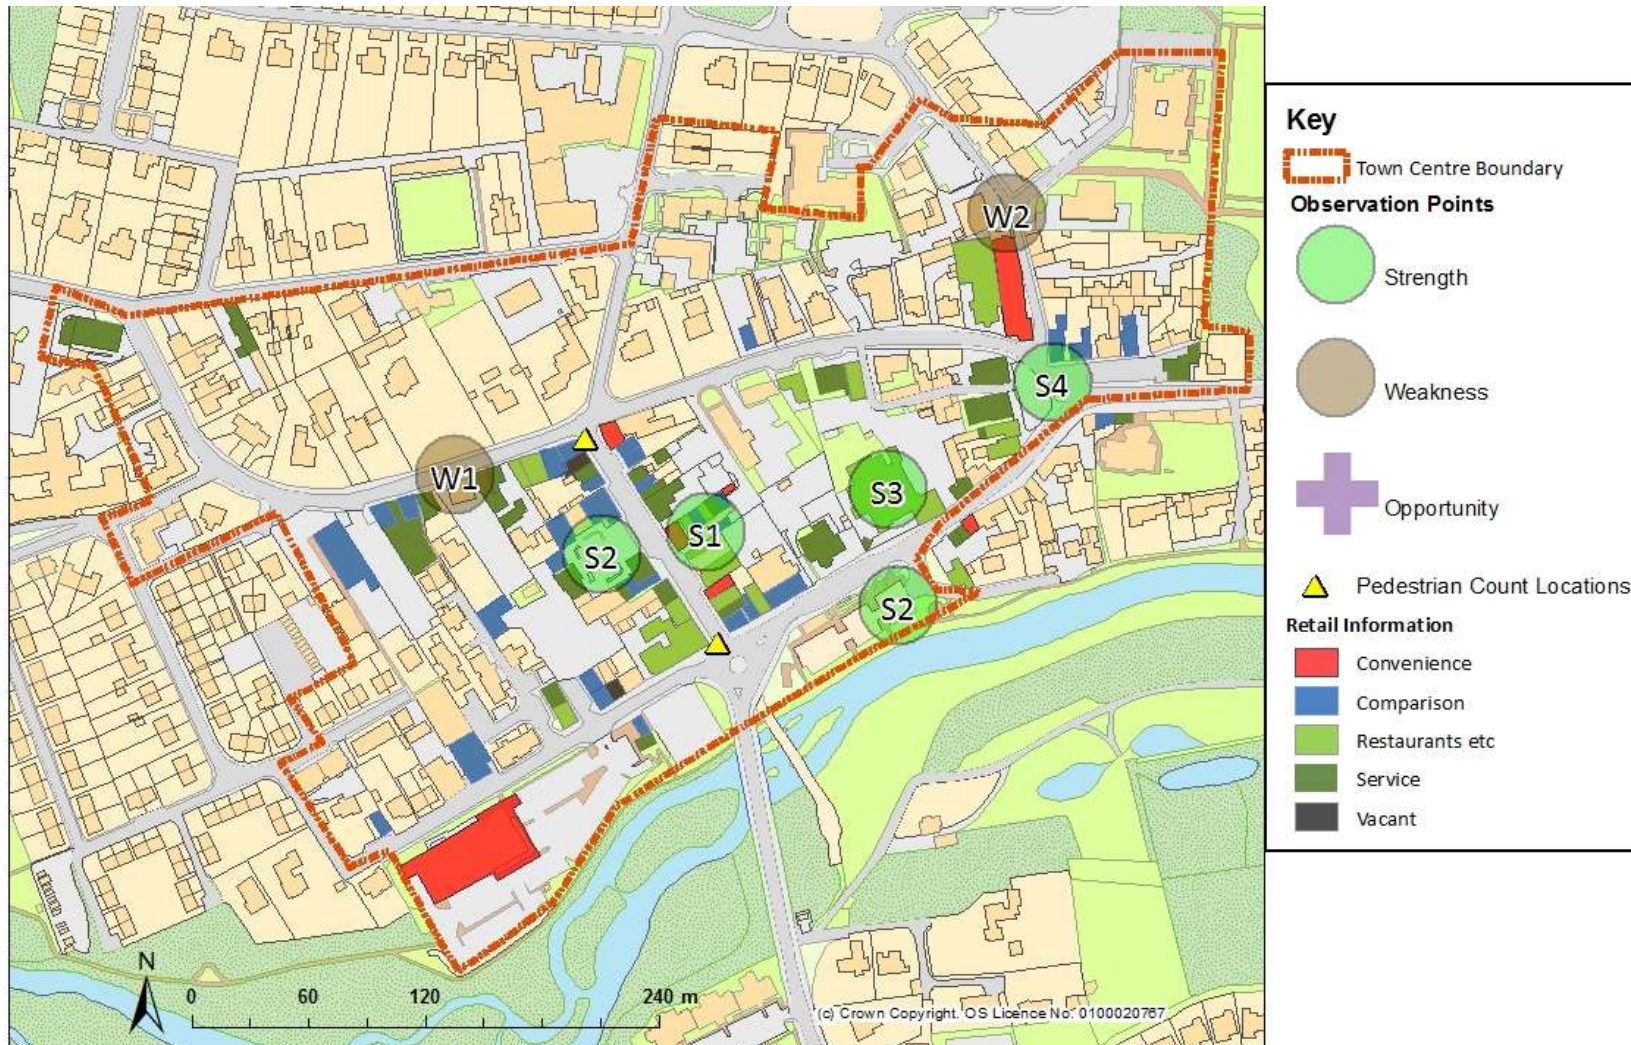 W2
S4
W1
S3
S1
S2
S2
N
0 60 120 240 m
(c) Crown Copyright. OS Licence No. 0100020767
Key
Town Centre Boundary
Observation Points
Strength
Weakness
Opportunity
Pedestrian Count Locations
Retail Information
Convenience
Comparison
Restaurants etc
Service
Vacant